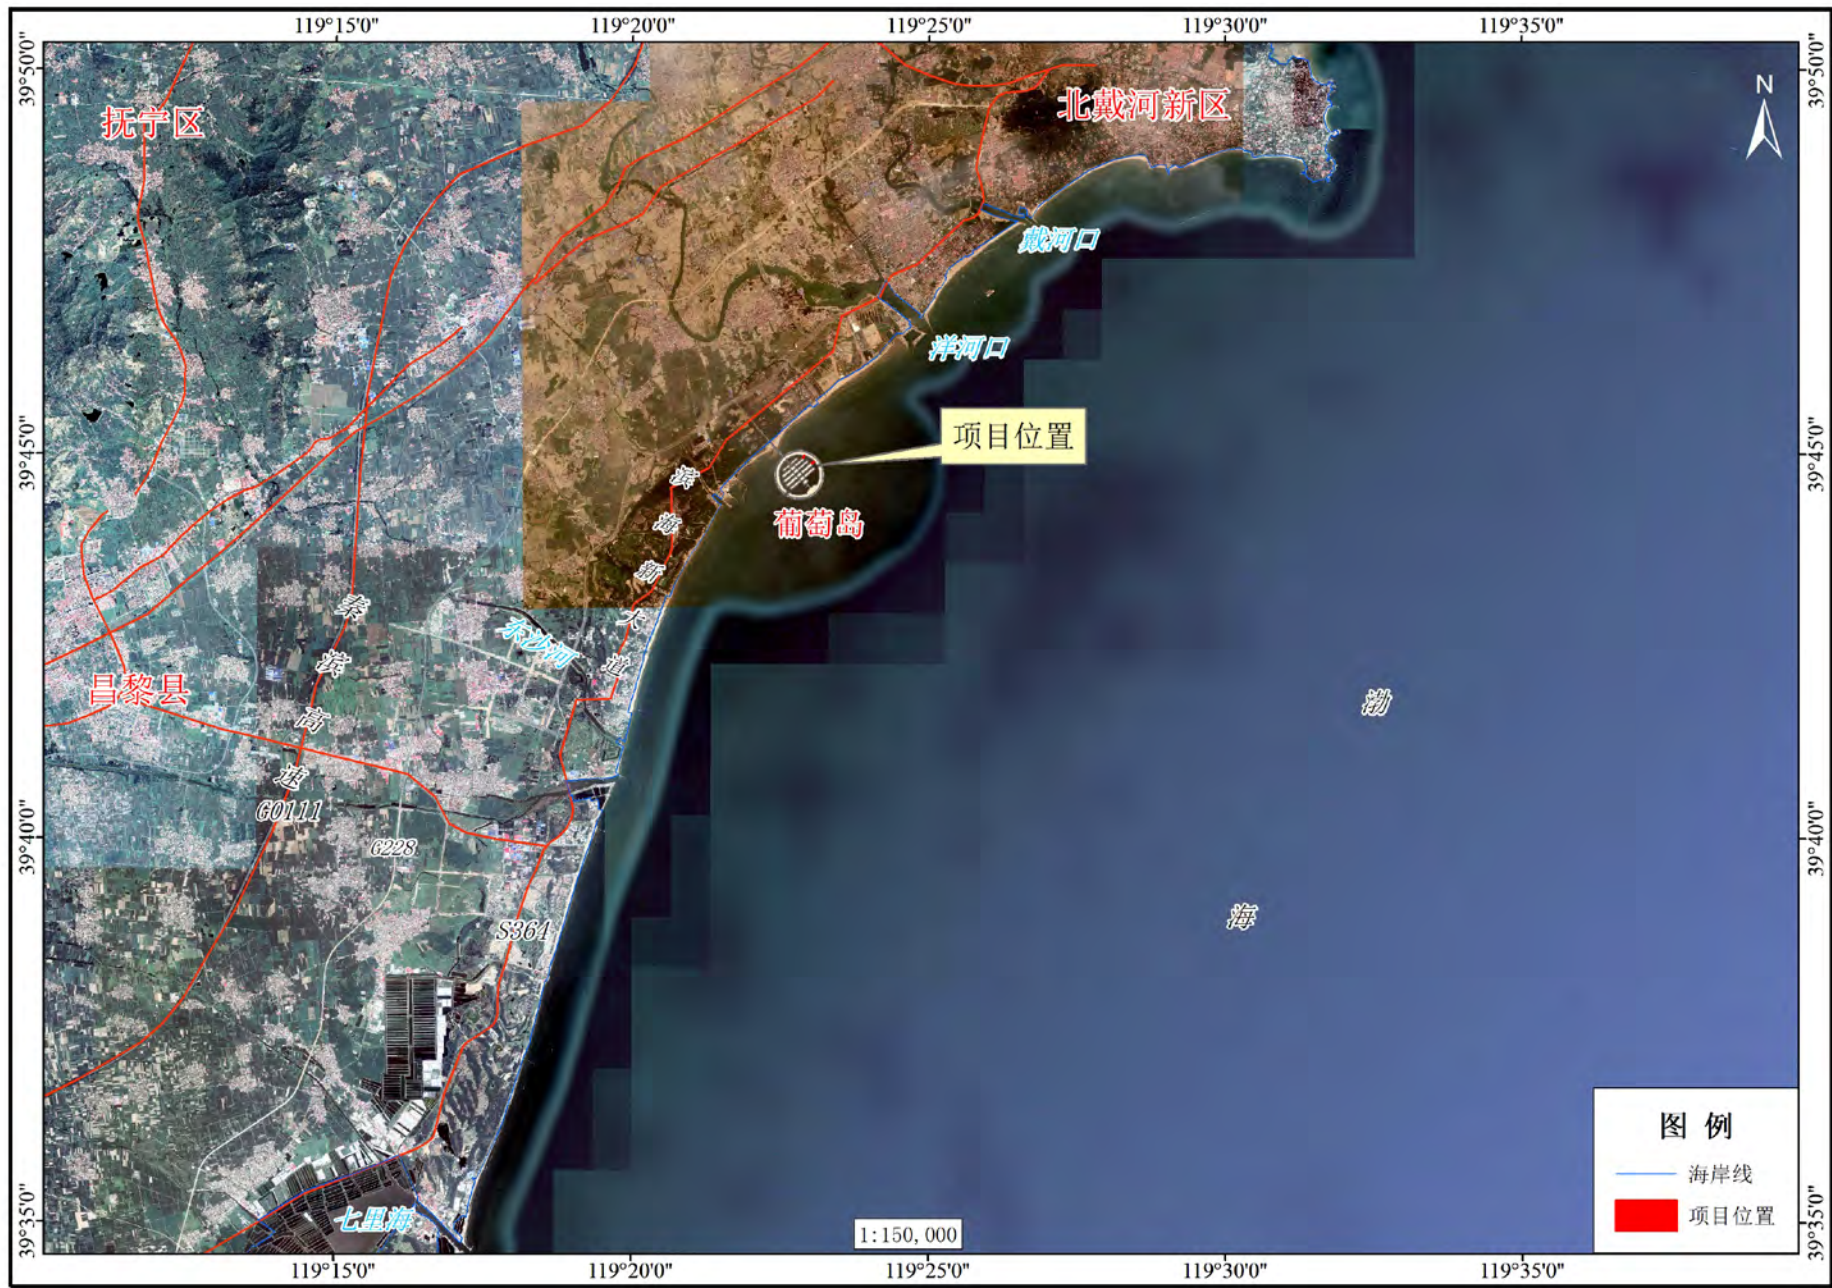 119°15'0"
119°20'0"
119°25'0"
119°30'0"
119°35'0"
39°50'0"
39°50'0"
N
抚宁区
北戴河新区
戴河口
洋河口
项目位置
39°45'0"
39°45'0"
葡萄岛
滨海新大道
东沙河
秦滨高速
G0111
昌黎县
渤海
39°40'0"
39°40'0"
G228
S364
图例
海岸线
项目位置
七里海
1:150,000
39°35'0"
39°35'0"
119°15'0"
119°20'0"
119°25'0"
119°30'0"
119°35'0"